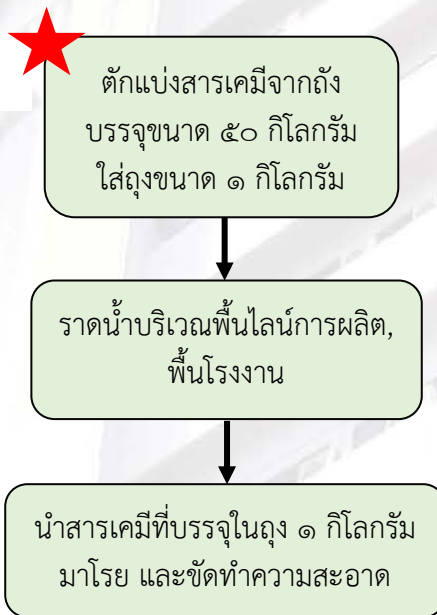 ตักแบ่งสารเคมีจากถัง
บรรจุขนาด ๕๐ กิโลกรัม
ใส่ถุงขนาด ๑ กิโลกรัม
ราดน้ำบริเวณพื้นไลน์การผลิต,
พื้นโรงงาน
นำสารเคมีที่บรรจุในถุง ๑ กิโลกรัม
มาโรย และขัดทำความสะอาด